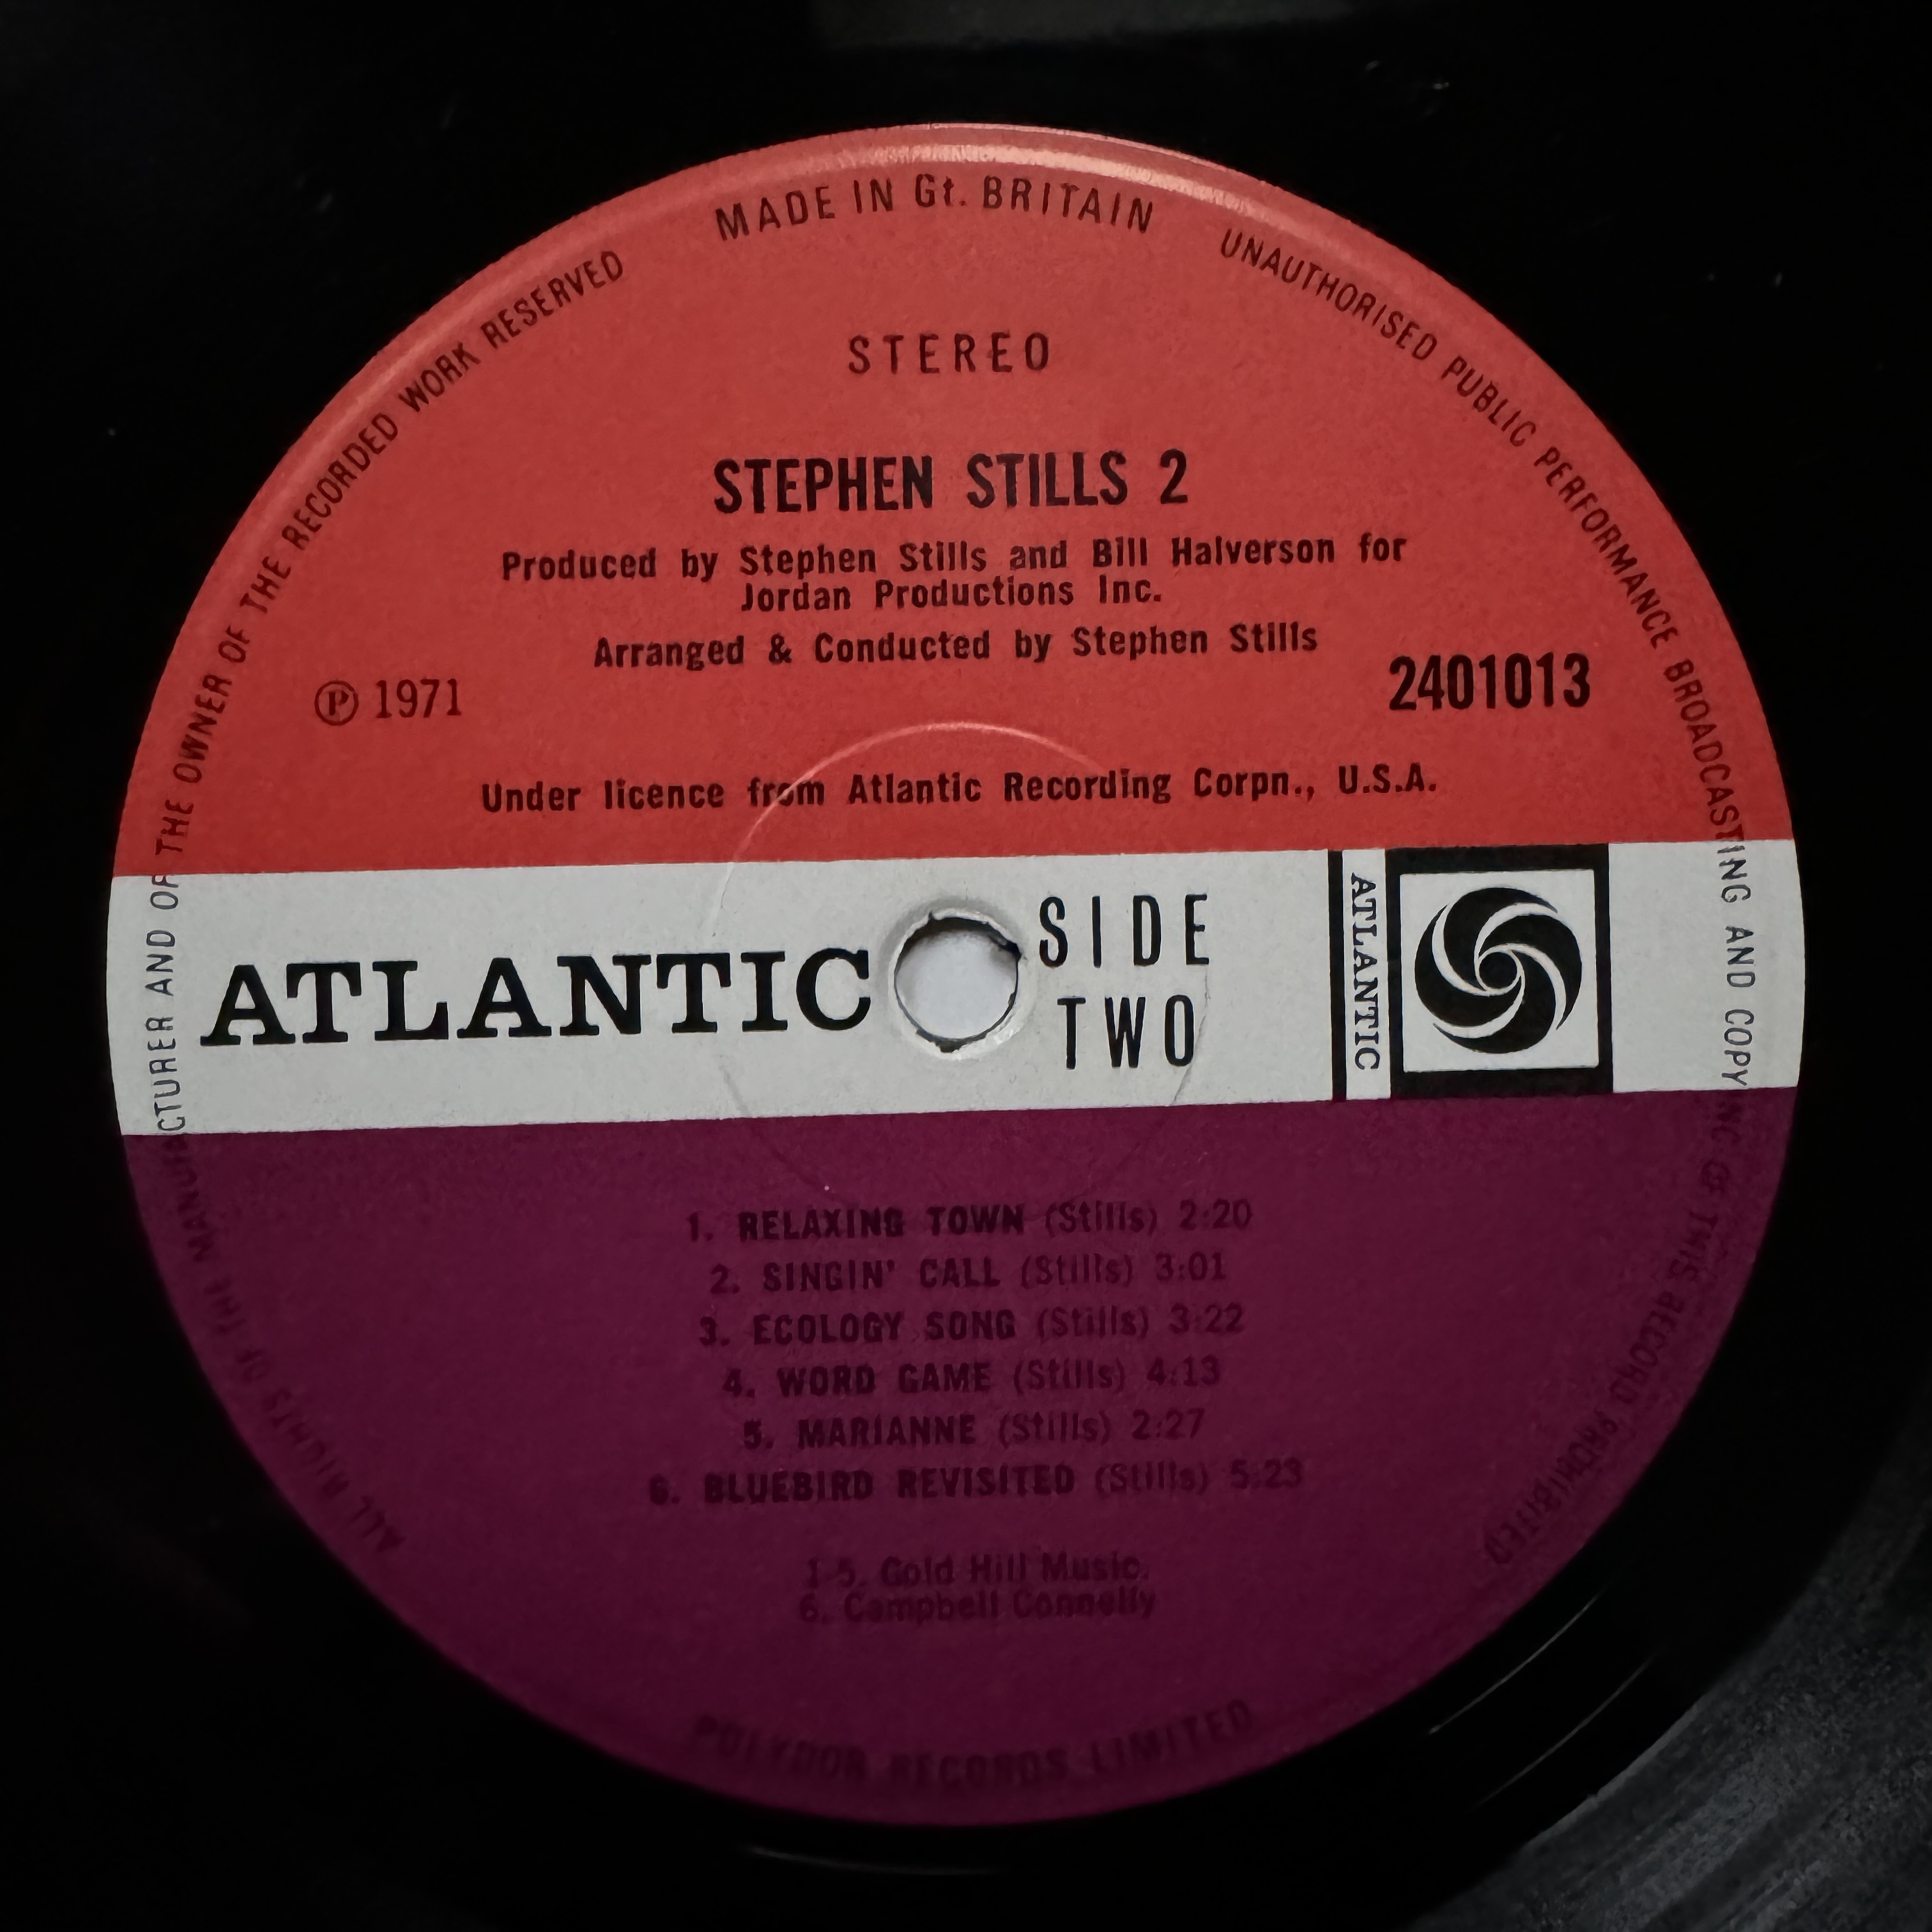 MADE IN Gt. BRITAIN
UNAUTHORISED PUBLIC PERFORMANCE BROADCASTING AND COPYING OF THIS RECORD PROHIBITED
ALL RIGHTS OF THE MANUFACTURER AND OF THE OWNER OF THE RECORDED WORK RESERVED
STEREO
STEPHEN STILLS 2
Produced by Stephen Stills and Bill Halverson for
Jordan Productions Inc.
Arranged & Conducted by Stephen Stills
℗ 1971
2401013
Under licence from Atlantic Recording Corpn., U.S.A.
ATLANTIC
SIDE
TWO
ATLANTIC
1. RELAXING TOWN (Stills) 2:20
2. SINGIN' CALL (Stills) 3:01
3. ECOLOGY SONG (Stills) 3:22
4. WORD GAME (Stills) 4:13
5. MARIANNE (Stills) 2:27
6. BLUEBIRD REVISITED (Stills) 5:23
1-5. Gold Hill Music.
6. Campbell Connelly
POLYDOR RECORDS LIMITED